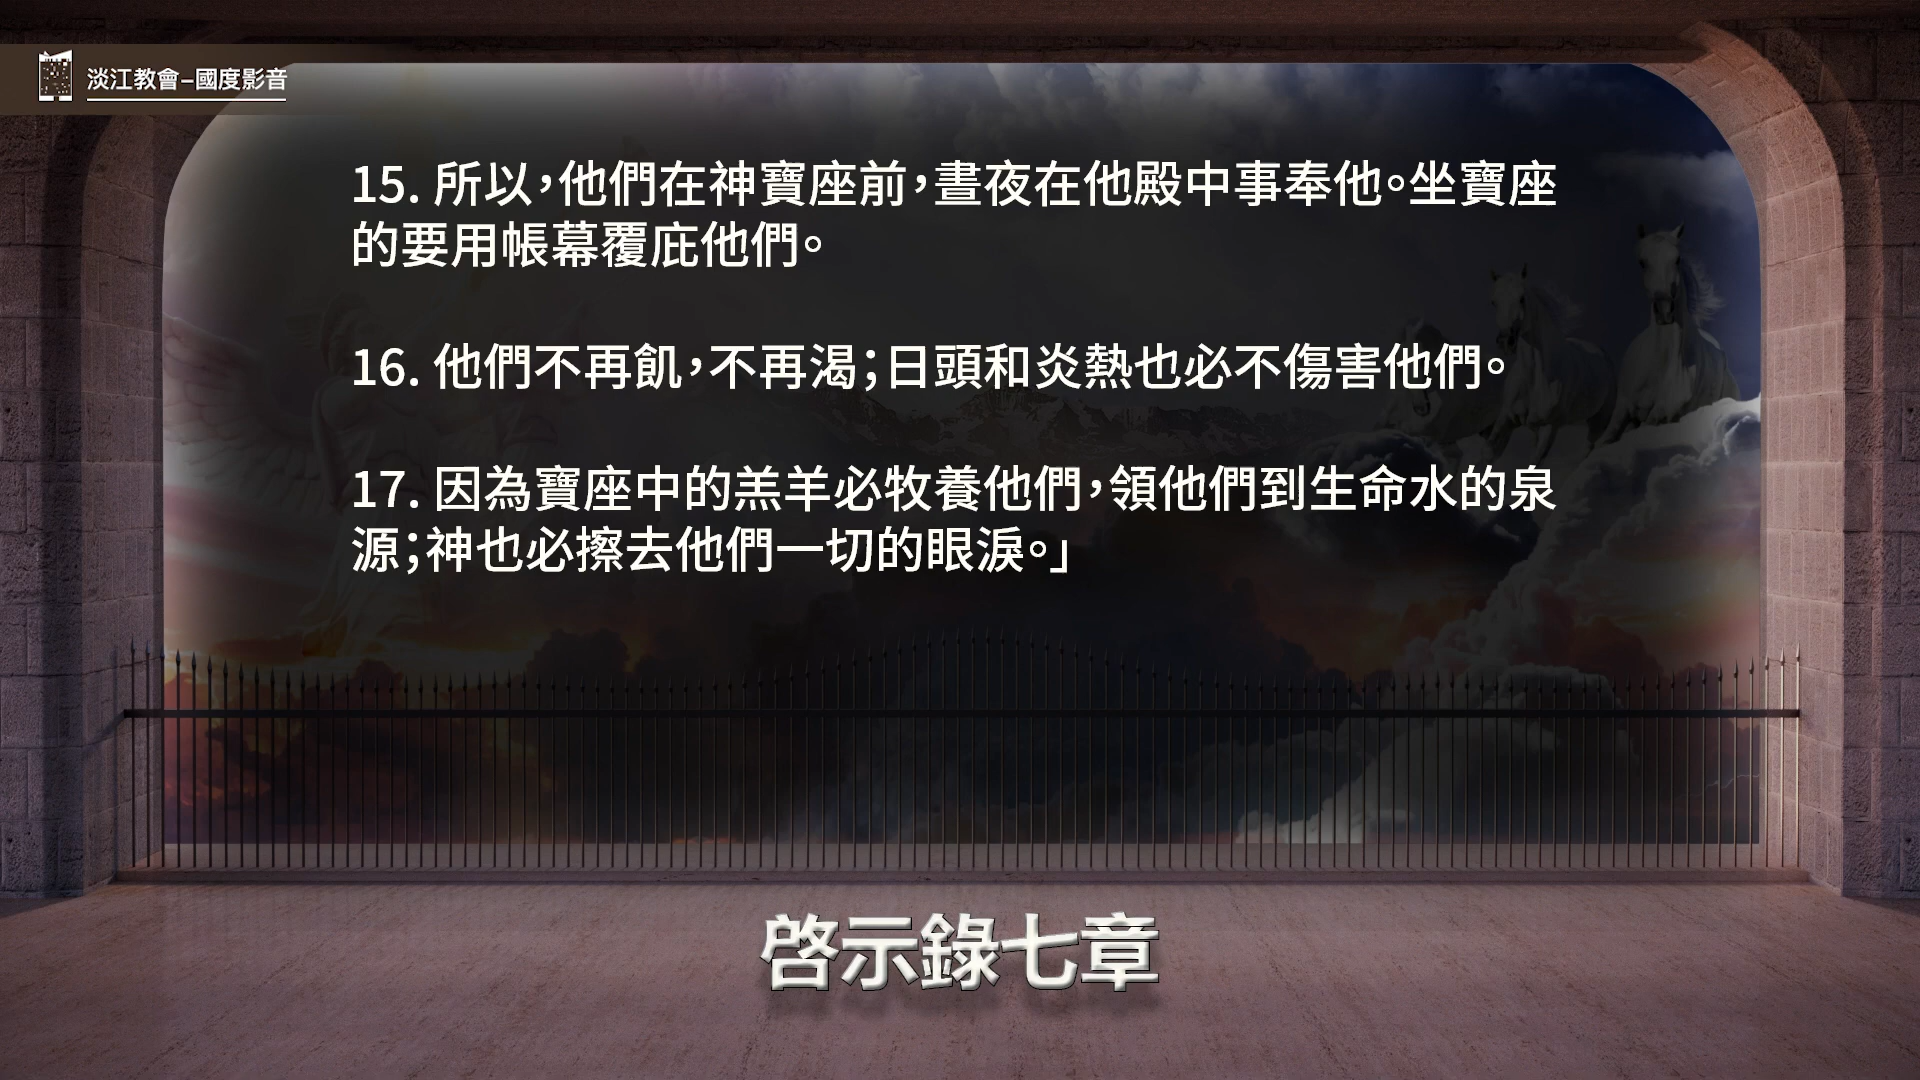 淡江教會–國度影音
15. 所以，他們在神寶座前，晝夜在他殿中事奉他。坐寶座
的要用帳幕覆庇他們。
16. 他們不再飢，不再渴；日頭和炎熱也必不傷害他們。
17. 因為寶座中的羔羊必牧養他們，領他們到生命水的泉
源；神也必擦去他們一切的眼淚。」
啓示錄七章